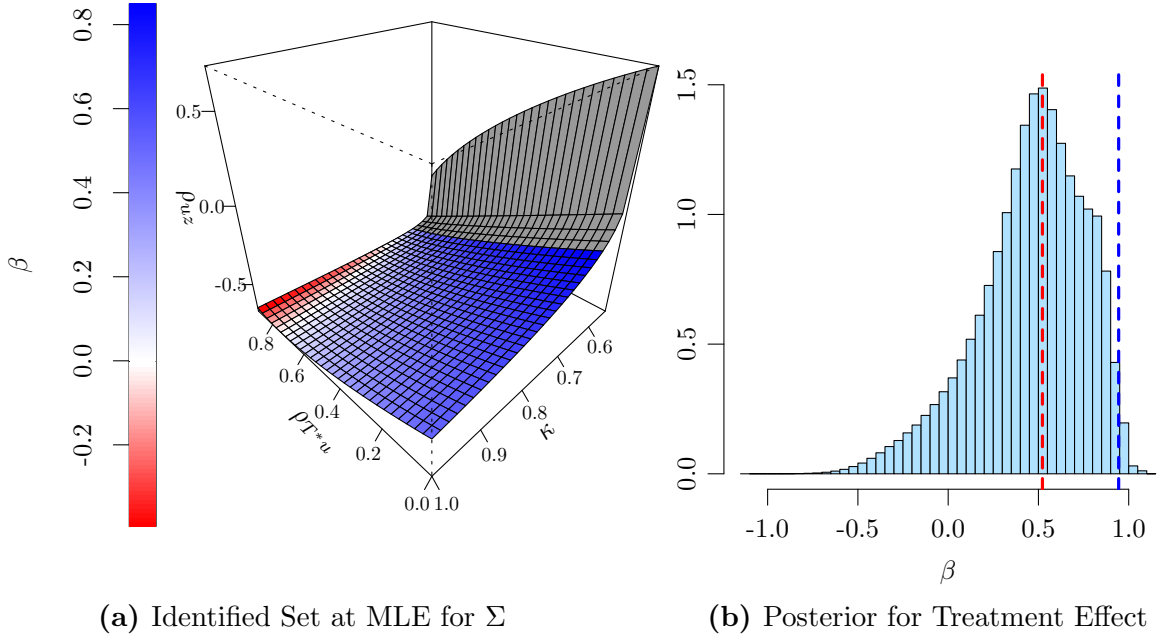 β
0.8
0.6
0.4
0.2
0.0
-0.2
0.5
0.0
-0.5
ρuz
0.8
0.6
0.4
0.2
0.0
ρT*u
1.0
0.9
0.8
0.7
0.6
κ
(a) Identified Set at MLE for Σ
1.5
1.0
0.5
0.0
-1.0 -0.5 0.0 0.5 1.0
β
(b) Posterior for Treatment Effect